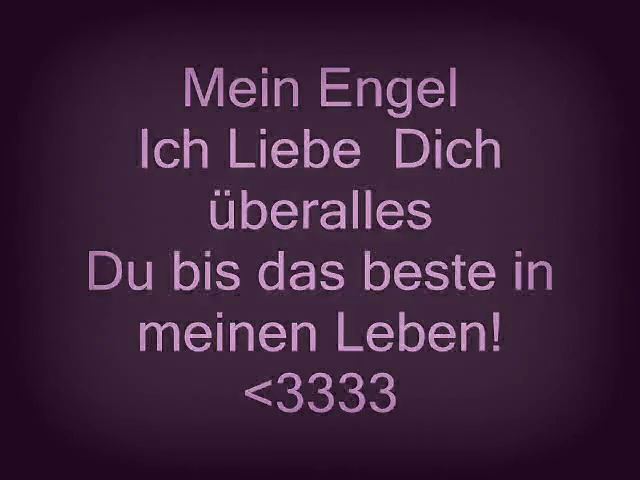 Mein Engel
Ich Liebe  Dich
überalles
Du bis das beste in
meinen Leben!
<3333